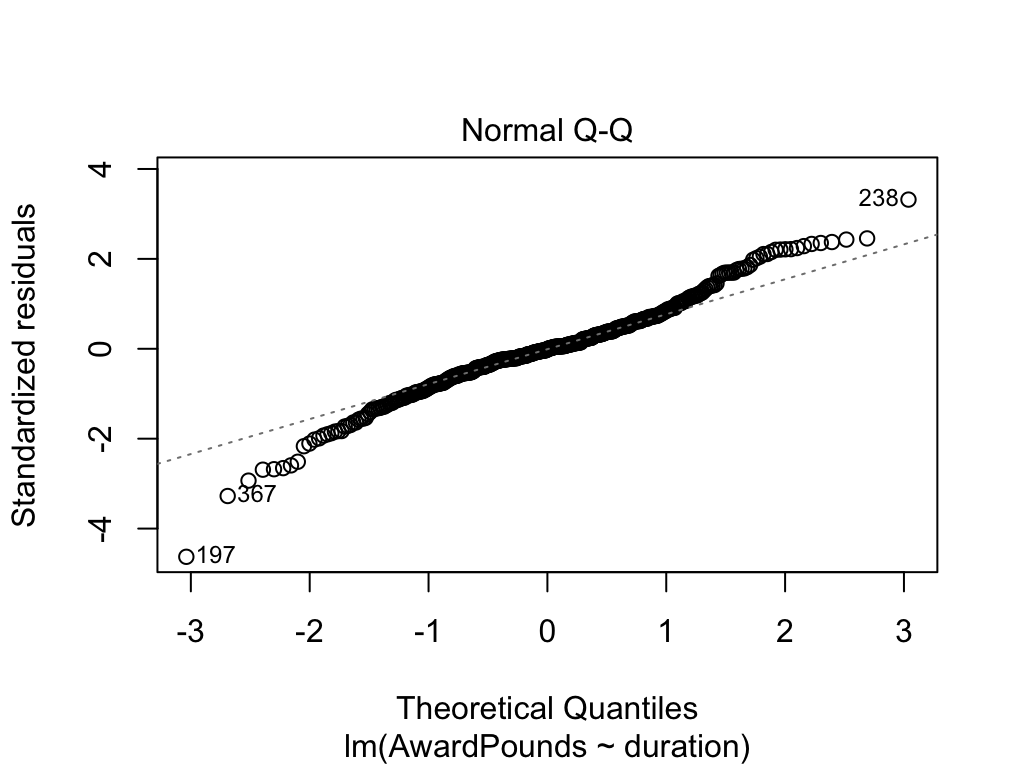 Normal Q-Q
Standardized residuals
4
2
0
-2
-4
238
367
197
-3 -2 -1 0 1 2 3
Theoretical Quantiles
lm(AwardPounds ~ duration)